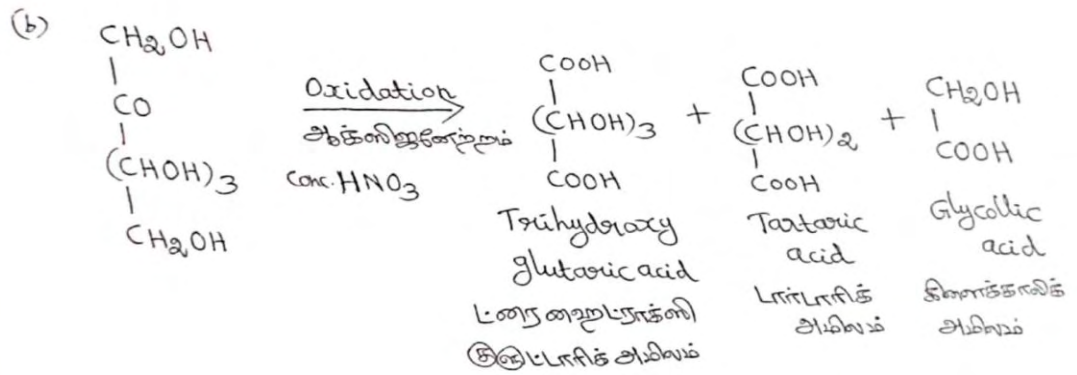 (b)
CH2OH
|
CO
|
(CHOH)3
|
CH2OH
Oxidation
ஆக்ஸிஜனேற்றம்
Conc. HNO3
COOH
|
(CHOH)3
|
COOH
Trihydroxy
glutaric acid
ட்ரைஹைட்ராக்ஸி
குளுட்டாரிக் அமிலம்
+
COOH
|
(CHOH)2
|
COOH
Tartaric
acid
டார்டாரிக்
அமிலம்
+
CH2OH
|
COOH
Glycollic
acid
கிளைக்காலிக்
அமிலம்